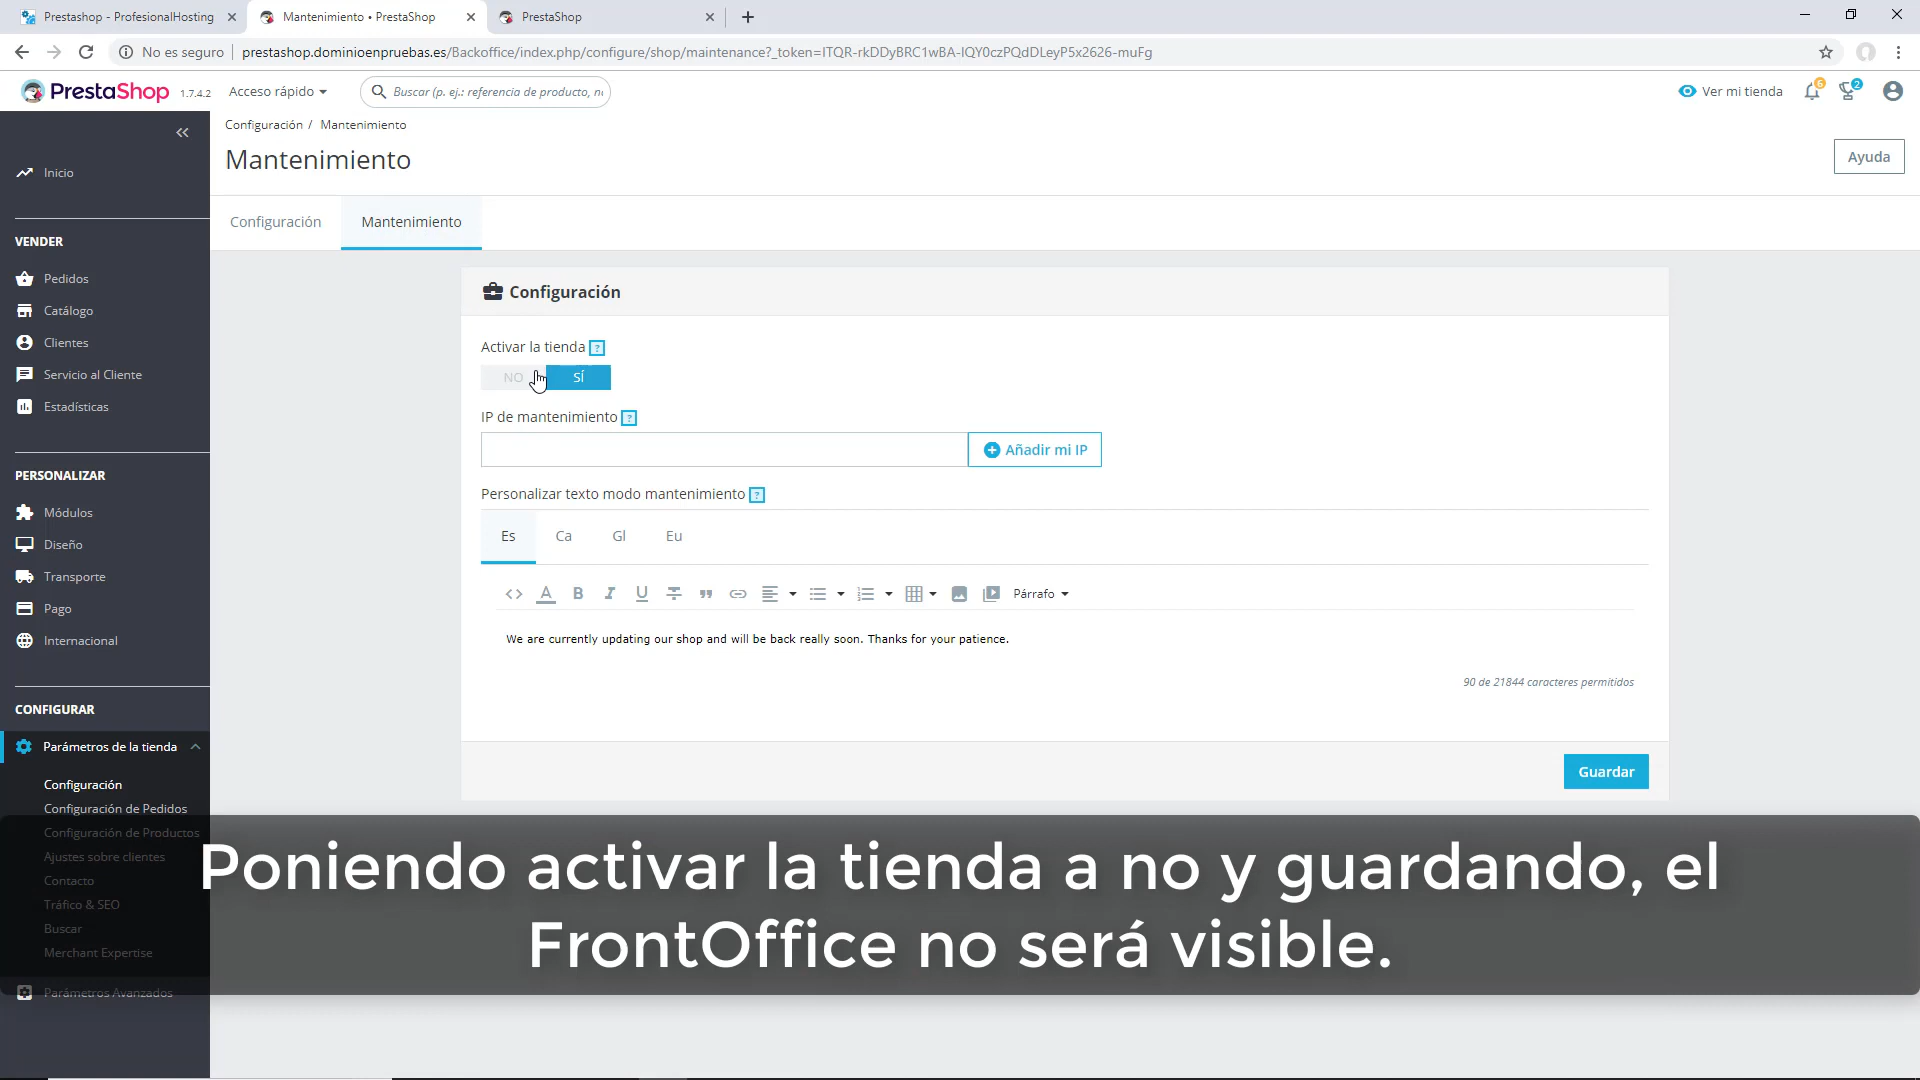 Prestashop - ProfesionalHosting
Mantenimiento • PrestaShop
PrestaShop
No es seguro
prestashop.dominioenpruebas.es/Backoffice/index.php/configure/shop/maintenance?_token=ITQR-rkDDyBRC1wBA-IQY0czPQdDLeyP5x2626-muFg
PrestaShop 1.7.4.2
Acceso rápido
Buscar (p. ej.: referencia de producto, n
Ver mi tienda
6
2
Configuración / Mantenimiento
Mantenimiento
Ayuda
Configuración
Mantenimiento
Inicio
VENDER
Pedidos
Catálogo
Clientes
Servicio al Cliente
Estadísticas
PERSONALIZAR
Módulos
Diseño
Transporte
Pago
Internacional
CONFIGURAR
Parámetros de la tienda
Configuración
Configuración de Pedidos
Configuración de Productos
Ajustes sobre clientes
Contacto
Tráfico & SEO
Buscar
Merchant Expertise
Parámetros Avanzados
Configuración
Activar la tienda ?
NO SÍ
IP de mantenimiento ?
Añadir mi IP
Personalizar texto modo mantenimiento ?
Es Ca Gl Eu
Párrafo
We are currently updating our shop and will be back really soon. Thanks for your patience.
90 de 21844 caracteres permitidos
Guardar
Poniendo activar la tienda a no y guardando, el
FrontOffice no será visible.